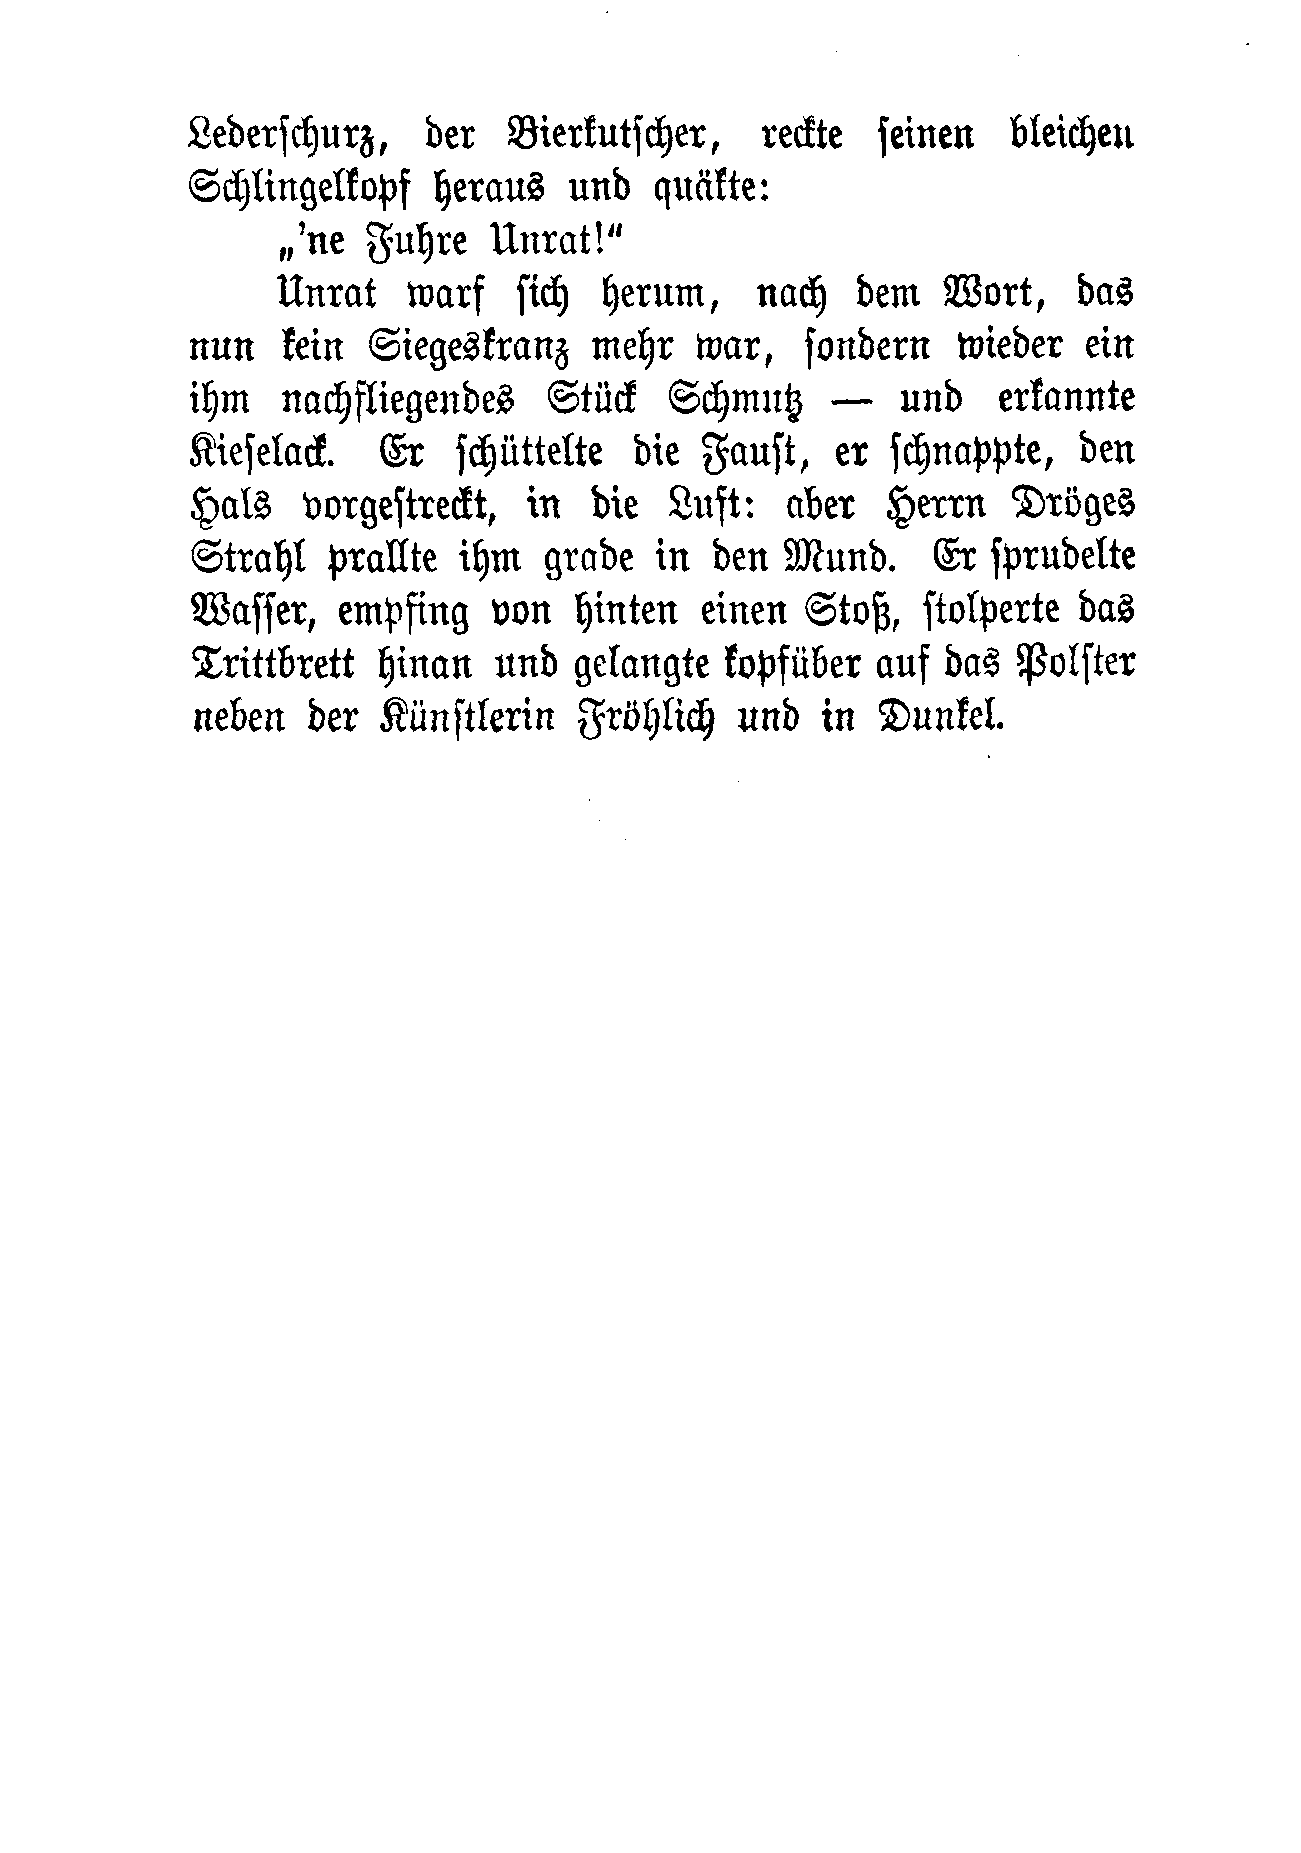 Lederſchurz, der Bierkutſcher, reckte ſeinen bleichen
Schlingelkopf heraus und quäkte:
„’ne Fuhre Unrat!“
Unrat warf ſich herum, nach dem Wort, das
nun kein Siegeskranz mehr war, ſondern wieder ein
ihm nachfliegendes Stück Schmutz — und erkannte
Kieſelack. Er ſchüttelte die Fauſt, er ſchnappte, den
Hals vorgeſtreckt, in die Luft: aber Herrn Dröges
Strahl prallte ihm grade in den Mund. Er ſprudelte
Waſſer, empfing von hinten einen Stoß, ſtolperte das
Trittbrett hinan und gelangte kopfüber auf das Polſter
neben der Künſtlerin Fröhlich und in Dunkel.